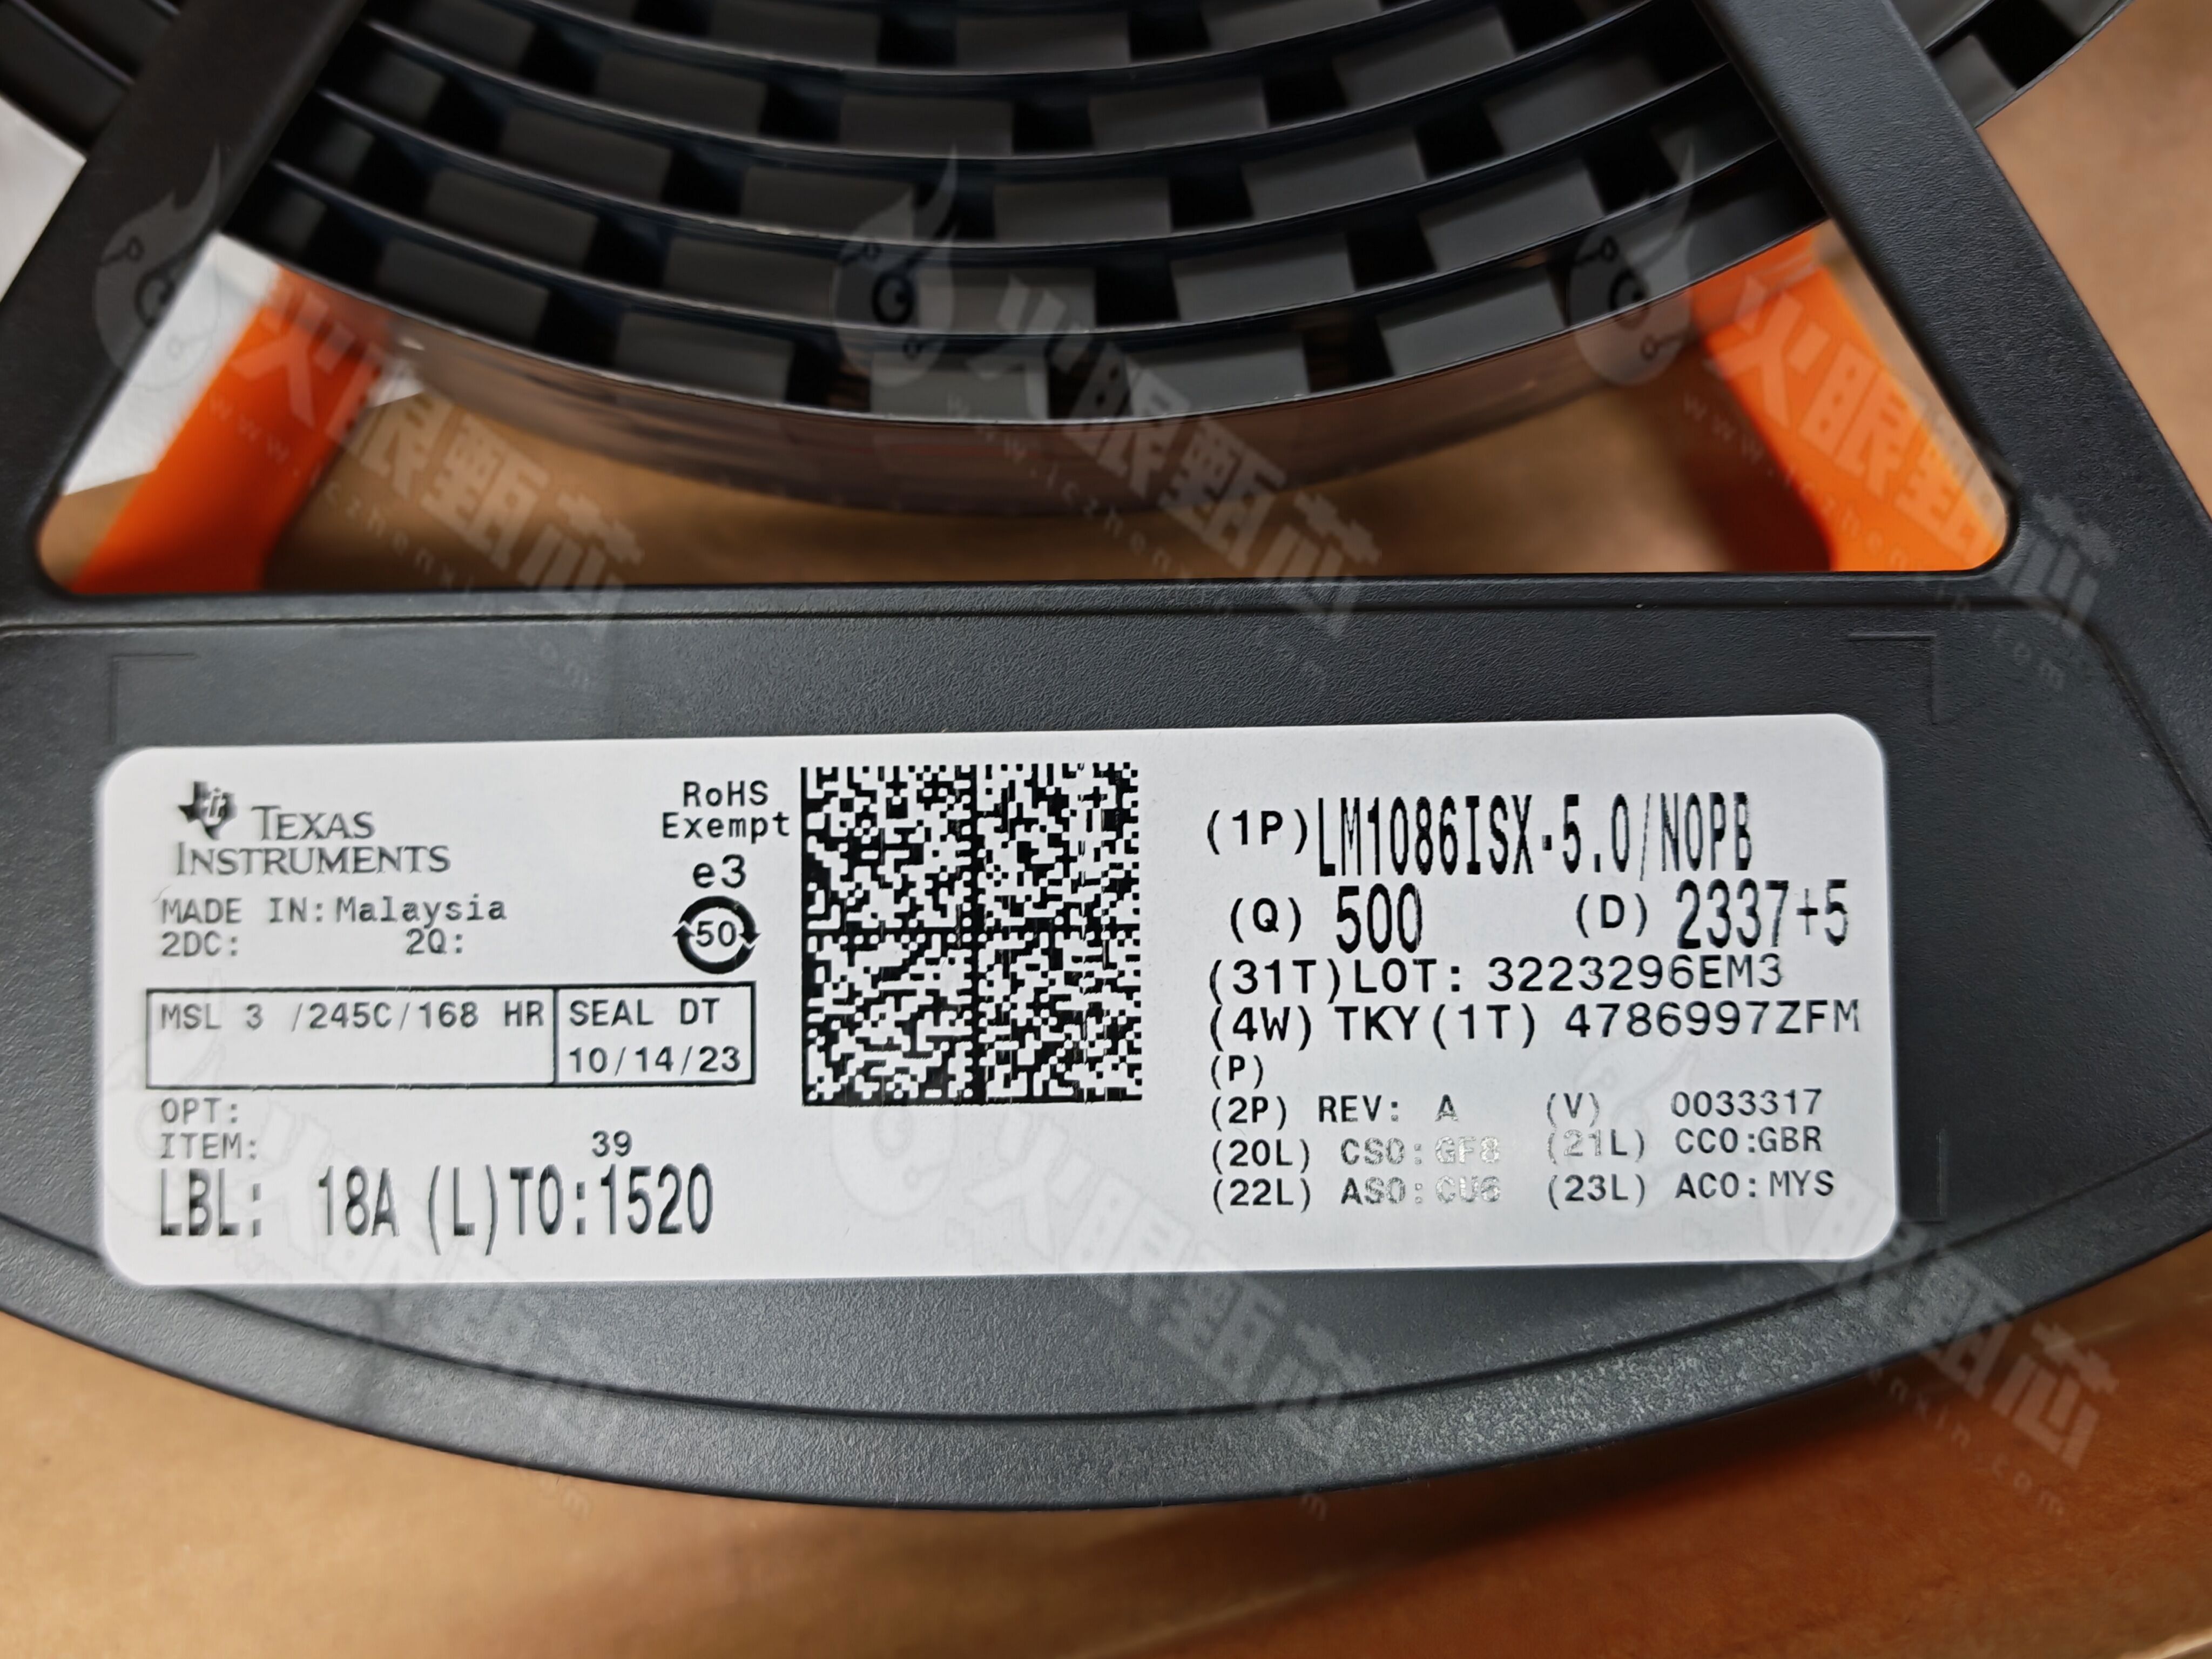 TEXAS
INSTRUMENTS
MADE IN: Malaysia
2DC: 2Q:
RoHS
Exempt
e3
50
MSL 3 /245C/168 HR
SEAL DT
10/14/23
OPT:
ITEM:
39
LBL: 18A (L)TO:1520
(1P)LM1086ISX-5.0/NOPB
(Q) 500 (D) 2337+5
(31T)LOT: 3223296EM3
(4W) TKY(1T) 4786997ZFM
(P)
(2P) REV: A (V) 0033317
(20L) CSO:GF8 (21L) CCO:GBR
(22L) ASO:CU6 (23L) ACO:MYS
火眼甄芯
www.iczhenxin.com